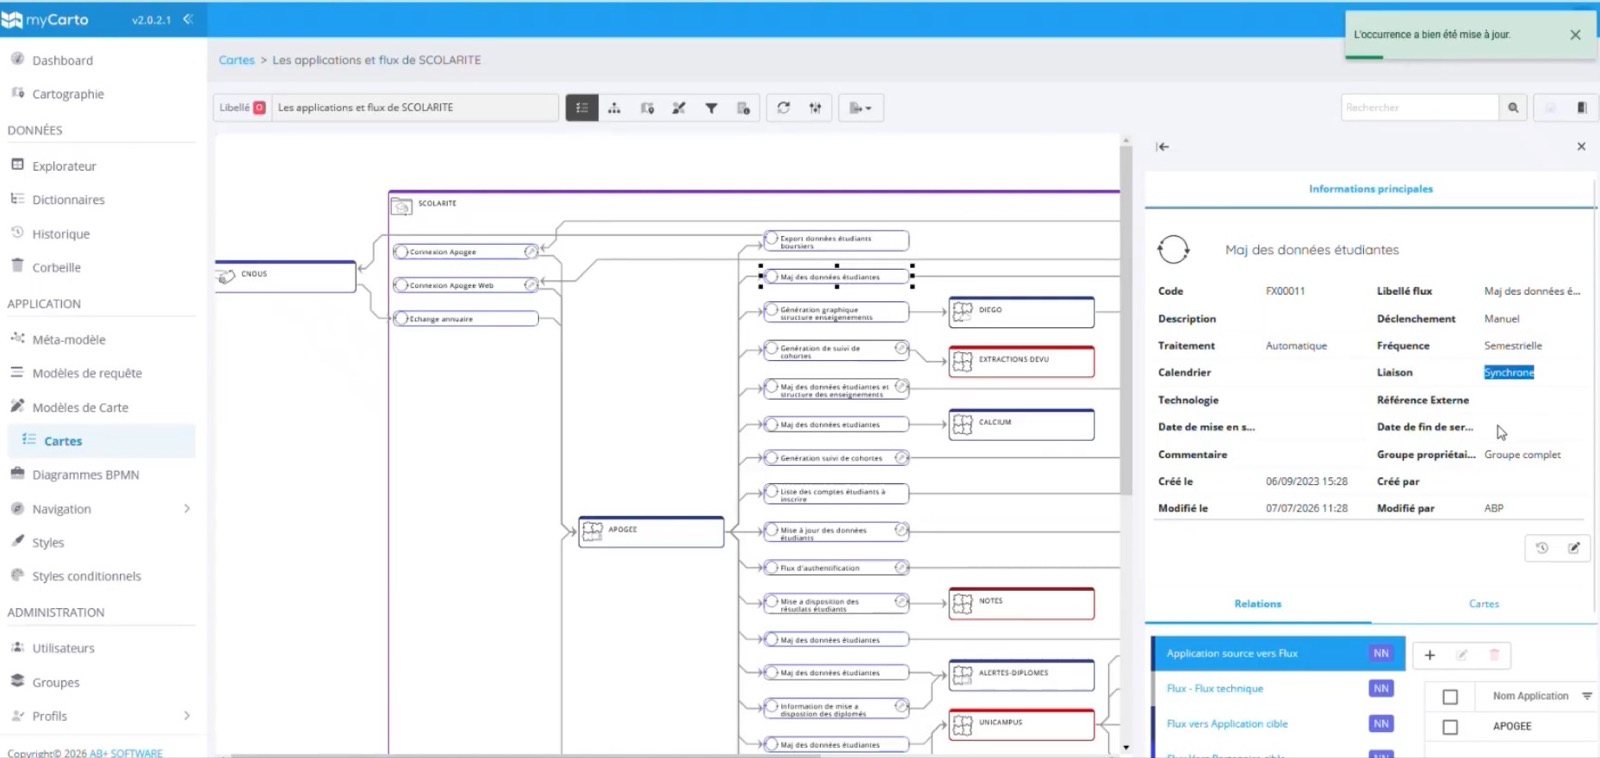 myCarto v2.0.2.1
L'occurrence a bien été mise à jour.
Dashboard
Cartographie
DONNÉES
Explorateur
Dictionnaires
Historique
Corbeille
APPLICATION
Méta-modèle
Modèles de requête
Modèles de Carte
Cartes
Diagrammes BPMN
Navigation
Styles
Styles conditionnels
ADMINISTRATION
Utilisateurs
Groupes
Profils
Copyright© 2026 AB+ SOFTWARE
Cartes > Les applications et flux de SCOLARITE
Libellé Les applications et flux de SCOLARITE
Rechercher
SCOLARITE
CNOUS
Connexion Apogee
Connexion Apogee Web
Echange annuaire
APOGEE
Export données étudiants
boursiers
Maj des données étudiantes
Génération graphique
structure enseignements
DIEGO
Génération de suivi de
cohortes
EXTRACTIONS DEVU
Maj des données étudiantes et
structure des enseignements
Maj des données étudiantes
CALCIUM
Génération suivi de cohortes
Liste des comptes étudiants à
inscrire
Mise à jour des données
étudiants
Flux d'authentification
Mise a disposition des
résultats étudiants
NOTES
Maj des données étudiantes
Maj des données étudiantes
ALERTES-DIPLOMES
Information de mise a
disposition des diplomés
UNICAMPUS
Maj des données étudiantes
Informations principales
Maj des données étudiantes
Code FX00011 Libellé flux Maj des données é...
Description Déclenchement Manuel
Traitement Automatique Fréquence Semestrielle
Calendrier Liaison Synchrone
Technologie Référence Externe
Date de mise en s... Date de fin de ser...
Commentaire Groupe propriétai... Groupe complet
Créé le 06/09/2023 15:28 Créé par
Modifié le 07/07/2026 11:28 Modifié par ABP
Relations Cartes
Application source vers Flux NN
Flux - Flux technique NN
Flux vers Application cible NN
Nom Application
APOGEE